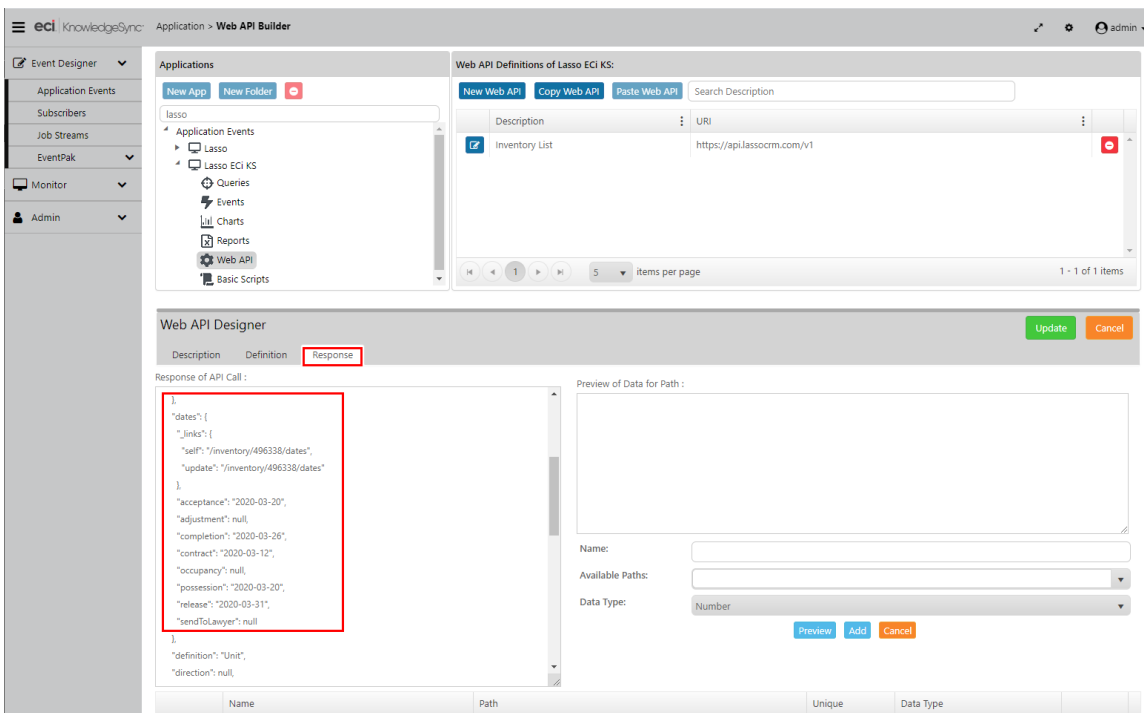 eci KnowledgeSync
Application > Web API Builder
admin
Event Designer
Application Events
Subscribers
Job Streams
EventPak
Monitor
Admin
Applications
New App
New Folder
lasso
Application Events
Lasso
Lasso ECi KS
Queries
Events
Charts
Reports
Web API
Basic Scripts
Web API Definitions of Lasso ECi KS:
New Web API
Copy Web API
Paste Web API
Search Description
Description
URI
Inventory List
https://api.lassocrm.com/v1
1
5
items per page
1 - 1 of 1 items
Web API Designer
Update
Cancel
Description
Definition
Response
Response of API Call :
},
"dates": {
"_links": {
"self": "/inventory/496338/dates",
"update": "/inventory/496338/dates"
},
"acceptance": "2020-03-20",
"adjustment": null,
"completion": "2020-03-26",
"contract": "2020-03-12",
"occupancy": null,
"possession": "2020-03-20",
"release": "2020-03-31",
"sendToLawyer": null
},
"definition": "Unit",
"direction": null,
Preview of Data for Path :
Name:
Available Paths:
Data Type:
Number
Preview
Add
Cancel
Name
Path
Unique
Data Type